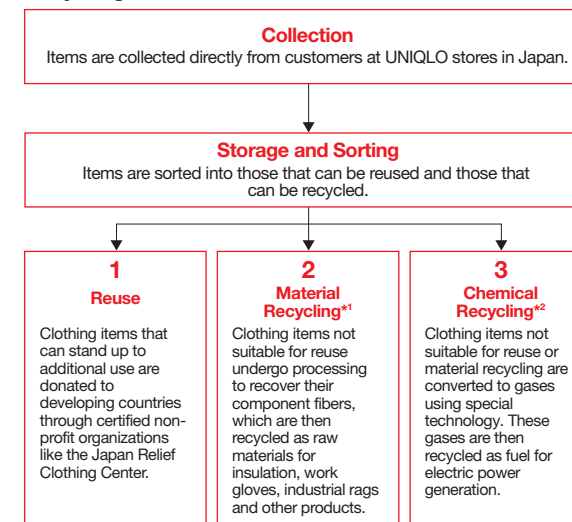 Collection
Items are collected directly from customers at UNIQLO stores in Japan.
Storage and Sorting
Items are sorted into those that can be reused and those that
can be recycled.
1
Reuse
Clothing items that
can stand up to
additional use are
donated to
developing countries
through certified non-
profit organizations
like the Japan Relief
Clothing Center.
2
Material
Recycling*1
Clothing items not
suitable for reuse
undergo processing
to recover their
component fibers,
which are then
recycled as raw
materials for
insulation, work
gloves, industrial rags
and other products.
3
Chemical
Recycling*2
Clothing items not
suitable for reuse or
material recycling are
converted to gases
using special
technology. These
gases are then
recycled as fuel for
electric power
generation.